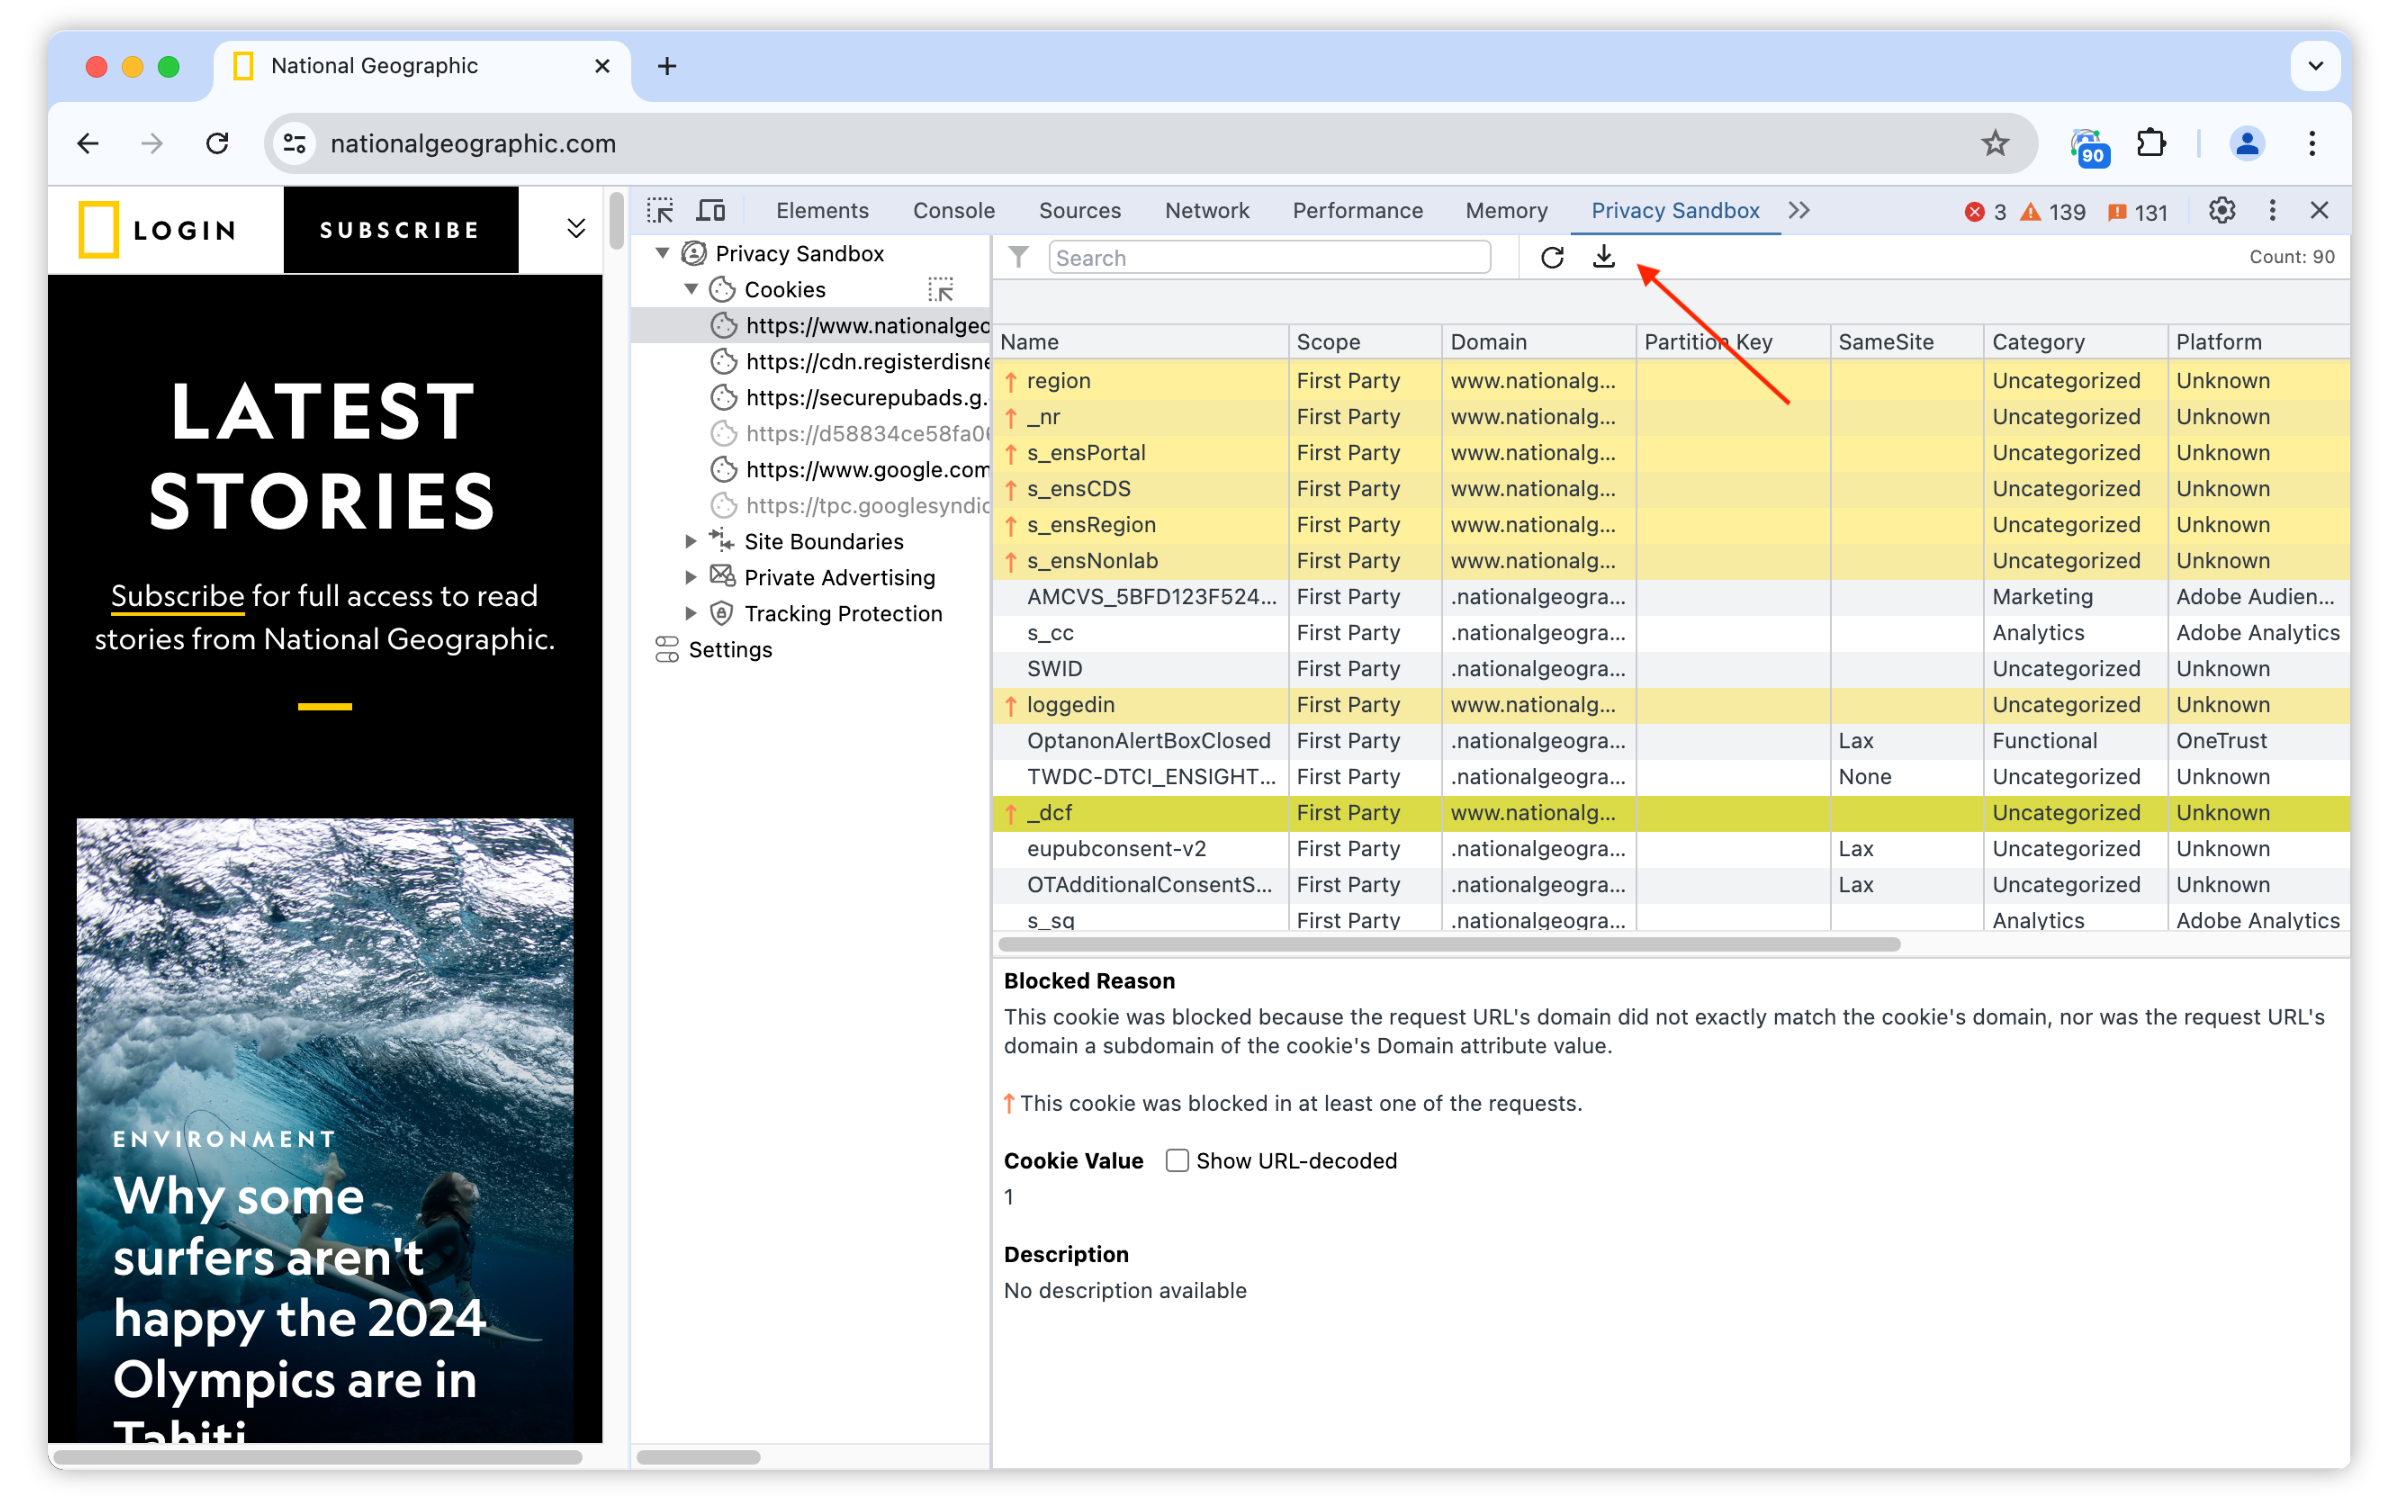 National Geographic
nationalgeographic.com
90
LOGIN
SUBSCRIBE
LATEST
STORIES
Subscribe for full access to read
stories from National Geographic.
ENVIRONMENT
Why some
surfers aren't
happy the 2024
Olympics are in
Tahiti
Elements Console Sources Network Performance Memory Privacy Sandbox 3 139 131
Privacy Sandbox
Cookies
https://www.nationalgeo
https://cdn.registerdisne
https://securepubads.g.
https://d58834ce58fa06
https://www.google.com
https://tpc.googlesyndic
Site Boundaries
Private Advertising
Tracking Protection
Settings
Search
Count: 90
Name Scope Domain Partition Key SameSite Category Platform
↑ region First Party www.nationalg... Uncategorized Unknown
↑ _nr First Party www.nationalg... Uncategorized Unknown
↑ s_ensPortal First Party www.nationalg... Uncategorized Unknown
↑ s_ensCDS First Party www.nationalg... Uncategorized Unknown
↑ s_ensRegion First Party www.nationalg... Uncategorized Unknown
↑ s_ensNonlab First Party www.nationalg... Uncategorized Unknown
AMCVS_5BFD123F524... First Party .nationalgeogra... Marketing Adobe Audien...
s_cc First Party .nationalgeogra... Analytics Adobe Analytics
SWID First Party .nationalgeogra... Uncategorized Unknown
↑ loggedin First Party www.nationalg... Uncategorized Unknown
OptanonAlertBoxClosed First Party .nationalgeogra... Lax Functional OneTrust
TWDC-DTCI_ENSIGHT... First Party .nationalgeogra... None Uncategorized Unknown
↑ _dcf First Party www.nationalg... Uncategorized Unknown
eupubconsent-v2 First Party .nationalgeogra... Lax Uncategorized Unknown
OTAdditionalConsentS... First Party .nationalgeogra... Lax Uncategorized Unknown
s_sq First Party .nationalgeogra... Analytics Adobe Analytics
Blocked Reason
This cookie was blocked because the request URL's domain did not exactly match the cookie's domain, nor was the request URL's
domain a subdomain of the cookie's Domain attribute value.
↑ This cookie was blocked in at least one of the requests.
Cookie Value Show URL-decoded
1
Description
No description available